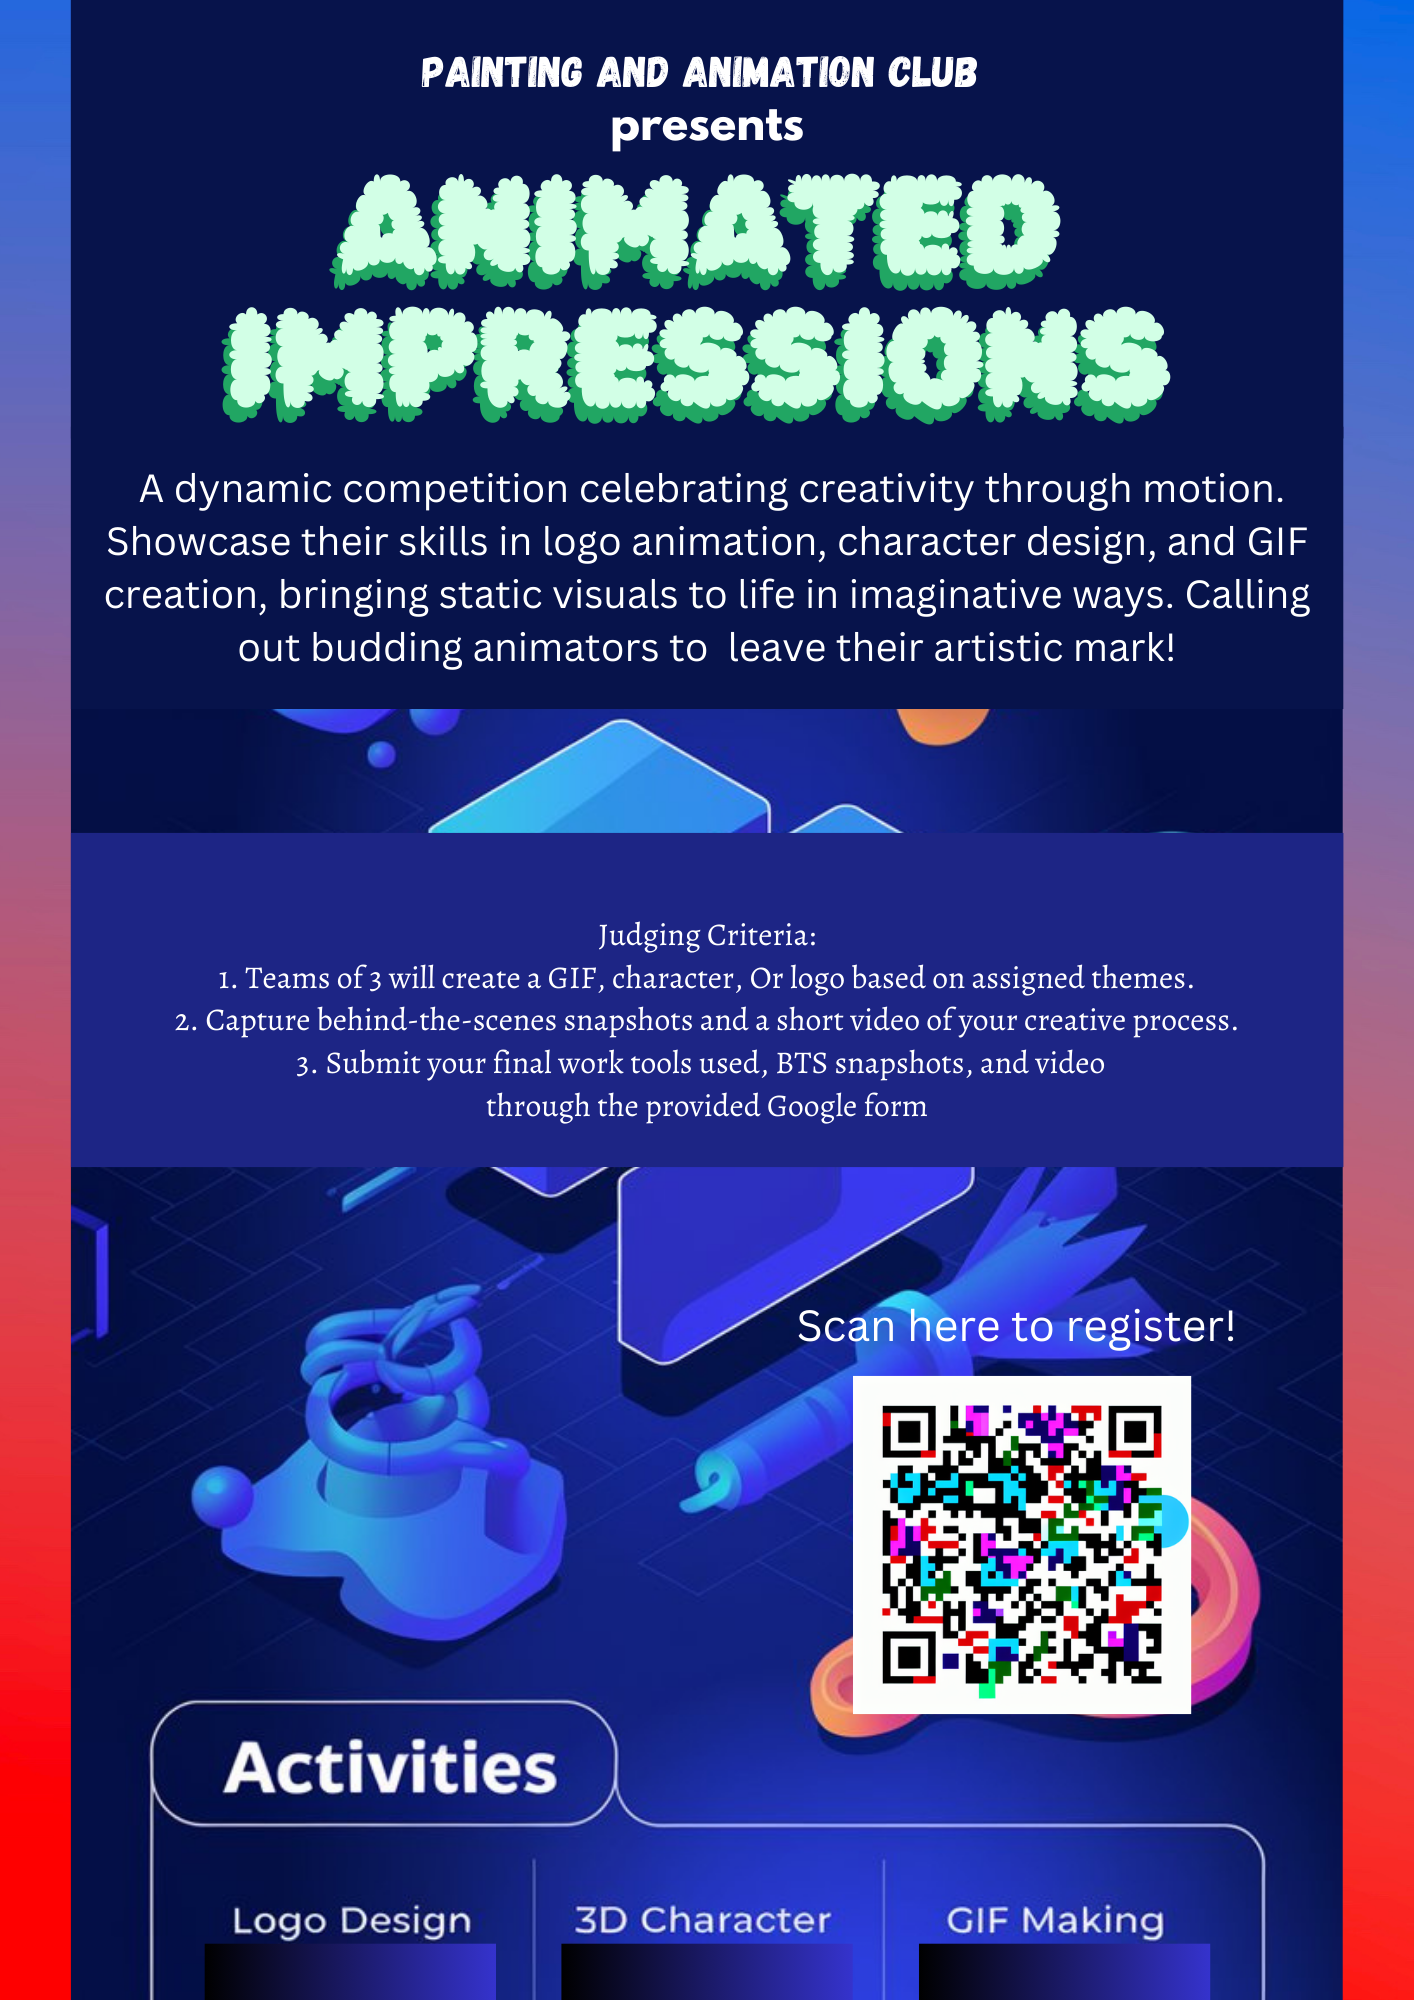 PAINTING AND ANIMATION CLUB
presents
ANIMATED
IMPRESSIONS
A dynamic competition celebrating creativity through motion.
Showcase their skills in logo animation, character design, and GIF
creation, bringing static visuals to life in imaginative ways. Calling
out budding animators to leave their artistic mark!
Judging Criteria:
1. Teams of 3 will create a GIF, character, Or logo based on assigned themes.
2. Capture behind-the-scenes snapshots and a short video of your creative process.
3. Submit your final work tools used, BTS snapshots, and video
through the provided Google form
Scan here to register!
Activities
Logo Design
3D Character
GIF Making